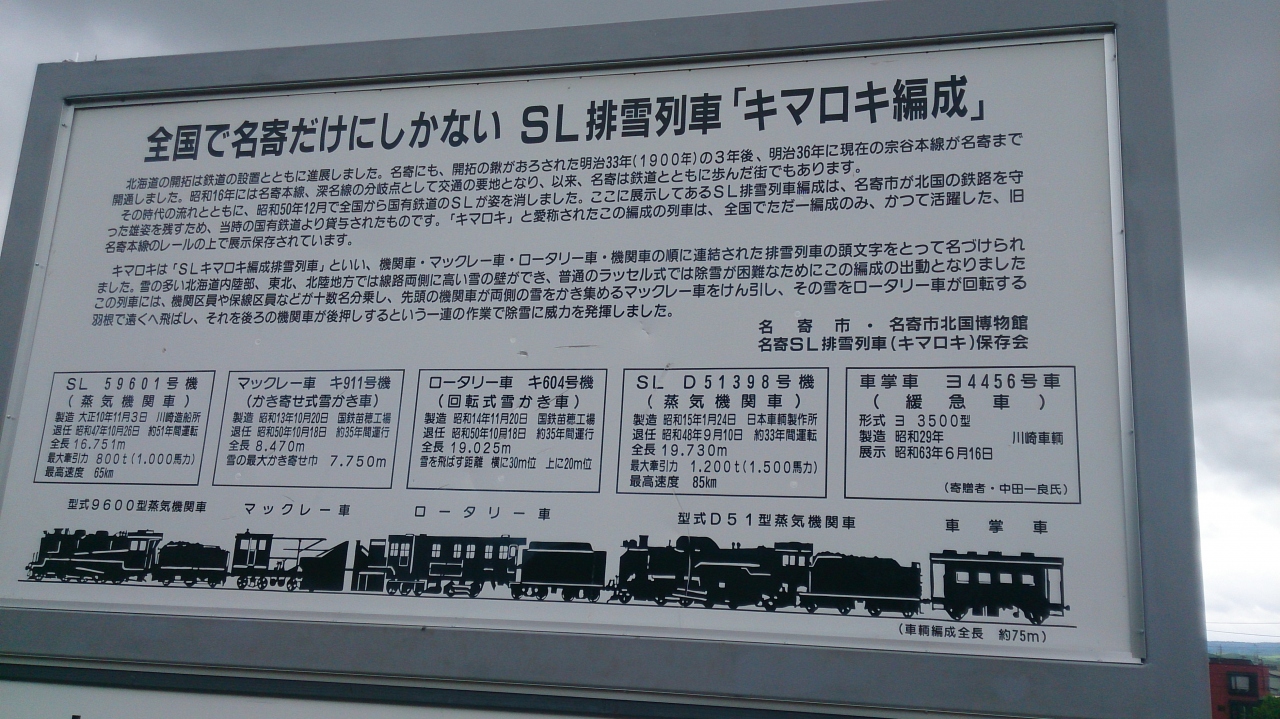 全国で名寄だけにしかない SL排雪列車「キマロキ編成」
北海道の開拓は鉄道の設置とともに進展しました。名寄にも、開拓の鍬がおろされた明治33年(1900年)の3年後、明治36年に現在の宗谷本線が名寄まで
開通しました。昭和16年には名寄本線、深名線の分岐点として交通の要地となり、以来、名寄は鉄道とともに歩んだ街でもあります。
その時代の流れとともに、昭和50年12月で全国から国有鉄道のSLが姿を消しました。ここに展示してあるSL排雪列車編成は、名寄市が北国の鉄路を守
った雄姿を残すため、当時の国有鉄道より貸与されたものです。「キマロキ」と愛称されたこの編成の列車は、全国でただ一編成のみ、かつて活躍した、旧
名寄本線のレールの上で展示保存されています。
キマロキは「SLキマロキ編成排雪列車」といい、機関車・マックレー車・ロータリー車・機関車の順に連結された排雪列車の頭文字をとって名づけられ
ました。雪の多い北海道内陸部、東北、北陸地方では線路両側に高い雪の壁ができ、普通のラッセル式では除雪が困難なためにこの編成の出動となりました
この列車には、機関区員や保線区員などが十数名分乗し、先頭の機関車が両側の雪をかき集めるマックレー車をけん引し、その雪をロータリー車が回転する
羽根で遠くへ飛ばし、それを後ろの機関車が後押しするという一連の作業で除雪に威力を発揮しました。
名寄市・名寄市北国博物館
名寄SL排雪列車(キマロキ)保存会
SL 59601号機
(蒸気機関車)
製造 大正10年11月3日 川崎造船所
退任 昭和47年10月26日 約51年間運転
全長 16.751m
最大牽引力 800t(1.000馬力)
最高速度 65km
マックレー車 キ911号機
(かき寄せ式雪かき車)
製造 昭和13年10月20日 国鉄苗穂工場
退任 昭和50年10月18日 約35年間運行
全長 8.470m
雪の最大かき寄せ巾 7.750m
ロータリー車 キ604号機
(回転式雪かき車)
製造 昭和14年11月20日 国鉄苗穂工場
退任 昭和50年10月18日 約35年間運行
全長 19.025m
雪を飛ばす距離 横に30m位 上に20m位
SL D51398号機
(蒸気機関車)
製造 昭和15年1月24日 日本車輌製作所
退任 昭和48年9月10日 約33年間運転
全長 19.730m
最大牽引力 1.200t(1.500馬力)
最高速度 85km
車掌車 ヨ4456号車
(緩急車)
形式 ヨ 3500型
製造 昭和29年 川崎車輌
展示 昭和63年6月16日
(寄贈者・中田一良氏)
型式9600型蒸気機関車
マックレー車
ロータリー車
型式D51型蒸気機関車
車掌車
(車輌編成全長 約75m)